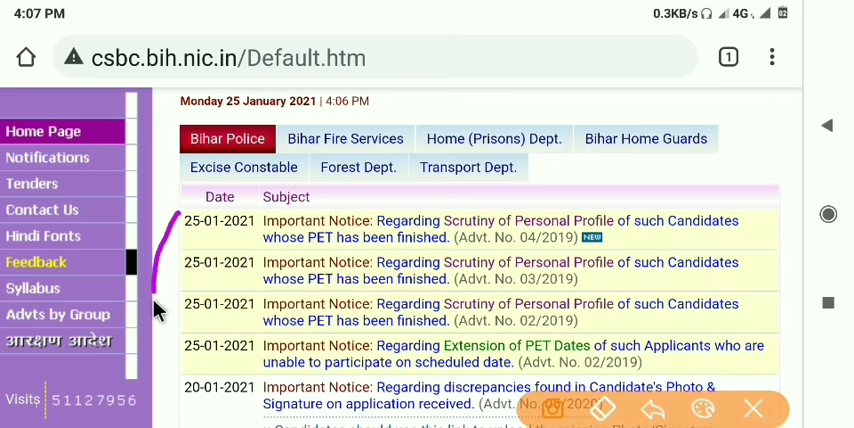 4:07 PM
0.3KB/s 4G 82
csbc.bih.nic.in/Default.htm
1
Monday 25 January 2021 | 4:06 PM
Home Page
Notifications
Tenders
Contact Us
Hindi Fonts
Feedback
Syllabus
Advts by Group
आरक्षण आदेश
Visits 51127956
Bihar Police Bihar Fire Services Home (Prisons) Dept. Bihar Home Guards
Excise Constable Forest Dept. Transport Dept.
Date Subject
25-01-2021 Important Notice: Regarding Scrutiny of Personal Profile of such Candidates
whose PET has been finished. (Advt. No. 04/2019) NEW
25-01-2021 Important Notice: Regarding Scrutiny of Personal Profile of such Candidates
whose PET has been finished. (Advt. No. 03/2019)
25-01-2021 Important Notice: Regarding Scrutiny of Personal Profile of such Candidates
whose PET has been finished. (Advt. No. 02/2019)
25-01-2021 Important Notice: Regarding Extension of PET Dates of such Applicants who are
unable to participate on scheduled date. (Advt. No. 02/2019)
20-01-2021 Important Notice: Regarding discrepancies found in Candidate's Photo &
Signature on application received. (Advt. No. 05/2020)